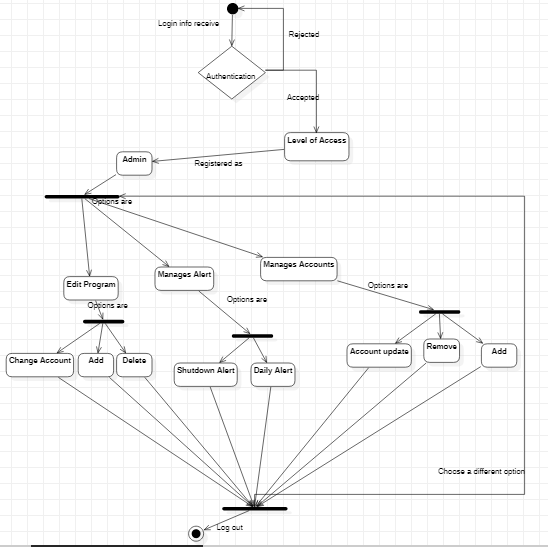 Login info receive
Rejected
Authentication
Accepted
Level of Access
Admin
Registered as
Options are
Manages Accounts
Manages Alert
Edit Program
Options are
Options are
Options are
Account update
Remove
Add
Change Account
Add
Delete
Shutdown Alert
Daily Alert
Choose a different option
Log out